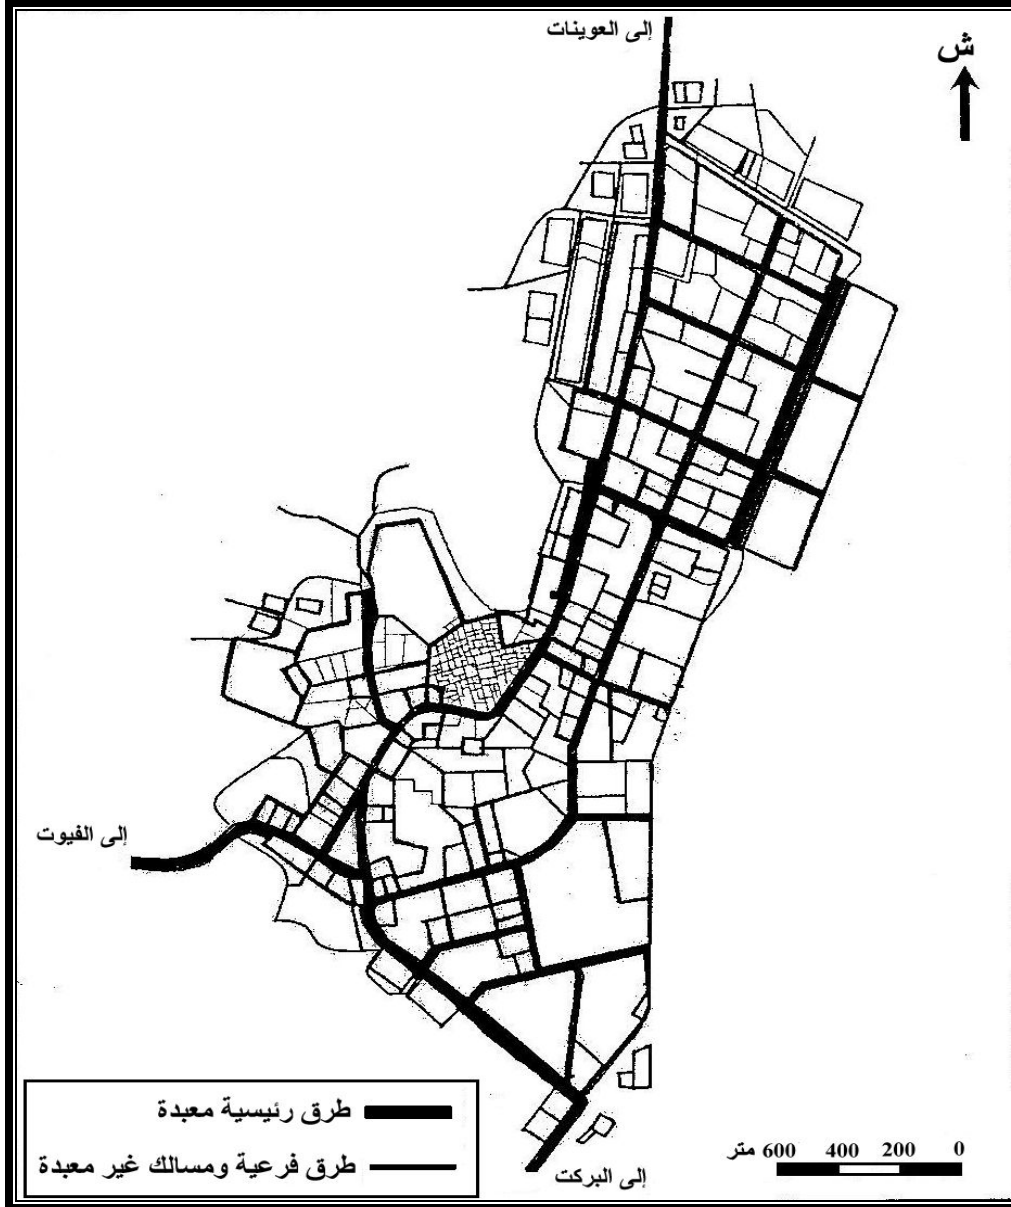 إلى العوينات
ش
إلى الفيوت
طرق رئيسية معبدة
طرق فرعية ومسالك غير معبدة
إلى البركت
0 200 400 600 متر